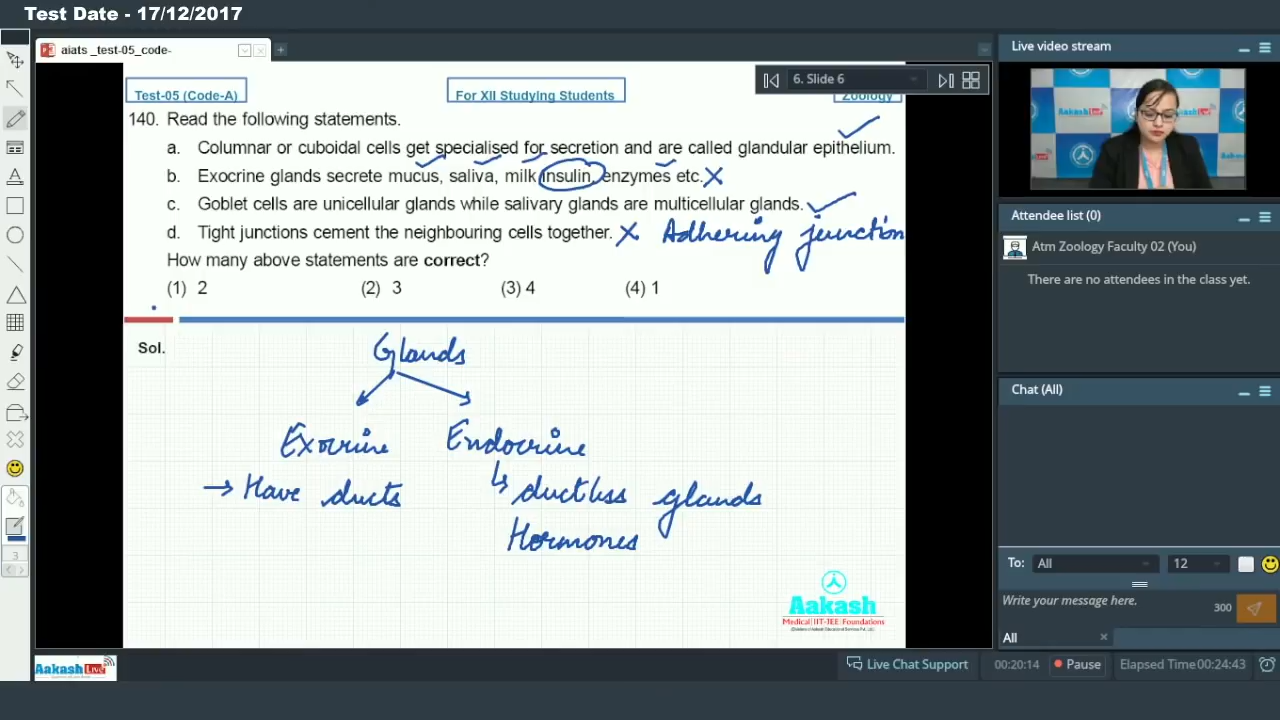 Test Date - 17/12/2017
aiats _test-05_code-
6. Slide 6
Test-05 (Code-A)
For XII Studying Students
Zoology
140. Read the following statements.
a. Columnar or cuboidal cells get specialised for secretion and are called glandular epithelium.
b. Exocrine glands secrete mucus, saliva, milk insulin, enzymes etc.
c. Goblet cells are unicellular glands while salivary glands are multicellular glands.
d. Tight junctions cement the neighbouring cells together. Adhering junction
How many above statements are correct?
(1) 2 (2) 3 (3) 4 (4) 1
Sol.
Glands
Exocrine Endocrine
→ Have ducts ductless glands
Hormones
Aakash
Medical|IIT-JEE|Foundations
Aakash Live
Live video stream
Aakash Live
Attendee list (0)
Atm Zoology Faculty 02 (You)
There are no attendees in the class yet.
Chat (All)
To: All 12
Write your message here.
300
All
3
Live Chat Support 00:20:14 Pause Elapsed Time 00:24:43